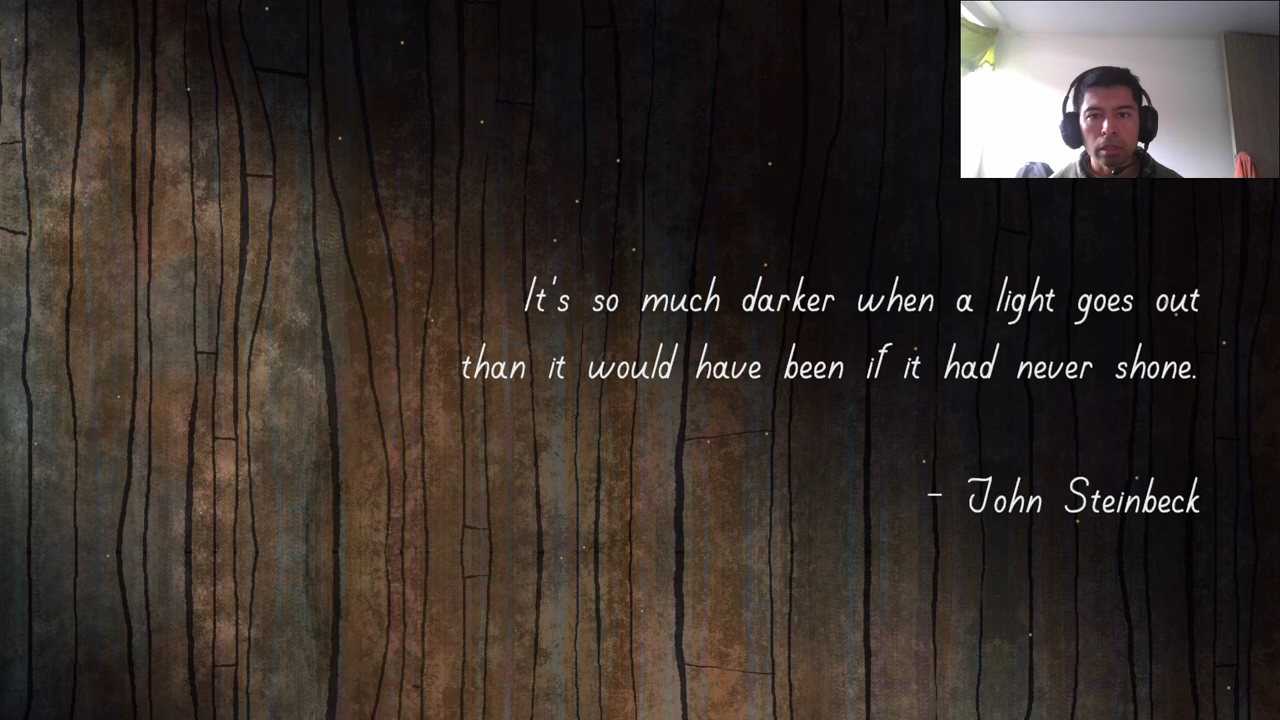 It's so much darker when a light goes out
than it would have been if it had never shone.
- John Steinbeck